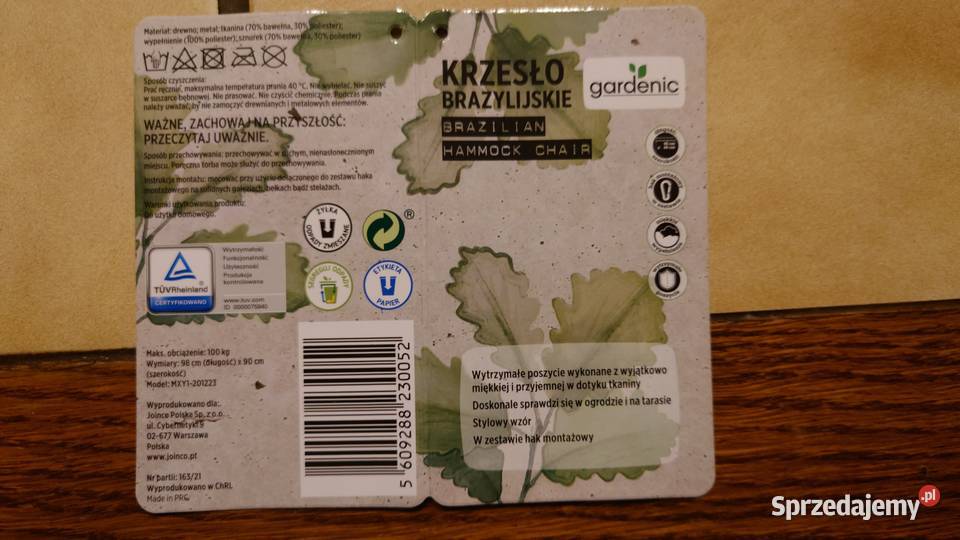 Materiał: drewno; metal; tkanina (70% bawełna, 30% poliester);
wypełnienie (100% poliester); sznurek (70% bawełna, 30% poliester)
Sposób czyszczenia:
Prać ręcznie, maksymalna temperatura prania 40 °C. Nie wybielać. Nie suszyć
w suszarce bębnowej. Nie prasować. Nie czyścić chemicznie. Podczas prania
należy uważać, by nie zamoczyć drewnianych i metalowych elementów.
WAŻNE, ZACHOWAJ NA PRZYSZŁOŚĆ:
PRZECZYTAJ UWAŻNIE.
Sposób przechowywania: przechowywać w suchym, nienasłonecznionym
miejscu. Poręczna torba może służyć do przechowywania.
Instrukcja montażu: mocować przy użyciu dołączonego do zestawu haka
montażowego na solidnych gałęziach, belkach bądź stelażach.
Warunki użytkowania produktu:
Do użytku domowego.
ŻYŁKA
ODPADY ZMIESZANE
®
SEGREGUJ ODPADY
ETYKIETA
PAPIER
TÜVRheinland
CERTYFIKOWANO
Wytrzymałość
Funkcjonalność
Użyteczność
Produkcja
kontrolowana
www.tuv.com
ID 0000075940
Maks. obciążenie: 100 kg
Wymiary: 98 cm (długość) x 90 cm
(szerokość)
Model: MXY1-201223
Wyprodukowano dla:
Joince Polska Sp. z o.o.
ul. Cybernetyki 9
02-677 Warszawa
Polska
www.joinco.pt
Nr partii: 163/21
Wyprodukowano w ChRL
Made in PRC
5 609288 230052
KRZESŁO
BRAZYLIJSKIE
BRAZILIAN
HAMMOCK CHAIR
gardenic
Wytrzymałe poszycie wykonane z wyjątkowo
miękkiej i przyjemnej w dotyku tkaniny
Doskonale sprawdzi się w ogrodzie i na tarasie
Stylowy wzór
W zestawie hak montażowy
Sprzedajemy.pl